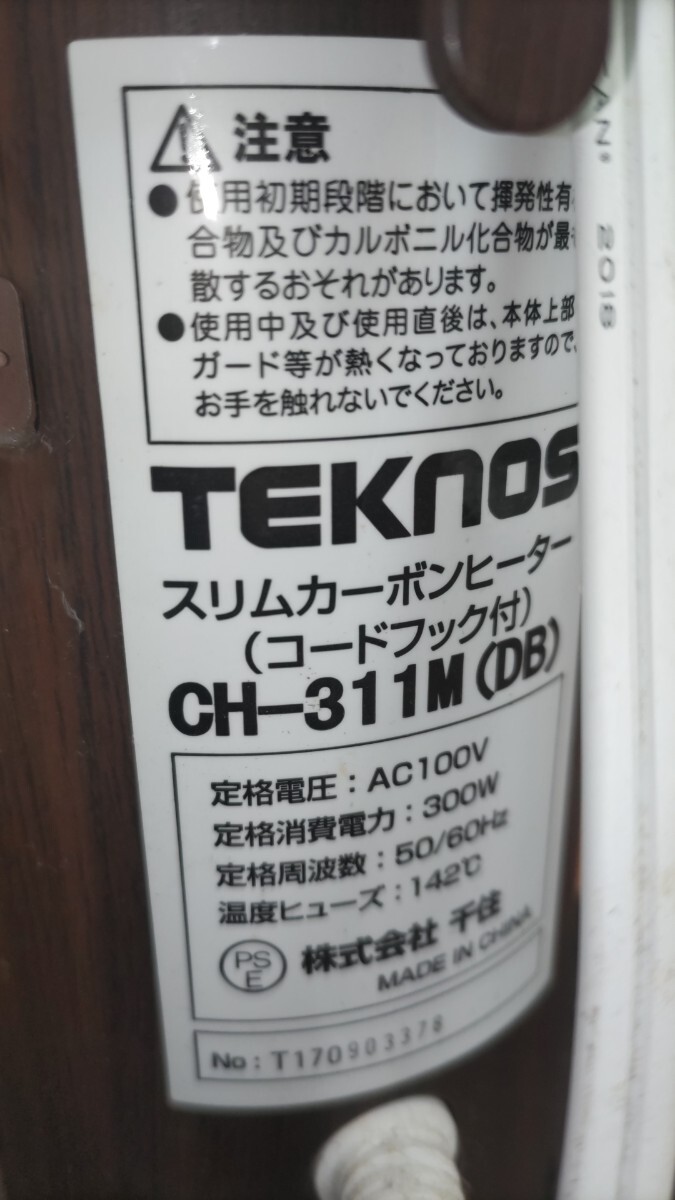 注意
●使用初期段階において揮発性有
合物及びカルボニル化合物が最も
散するおそれがあります。
●使用中及び使用直後は、本体上部
ガード等が熱くなっておりますので、
お手を触れないでください。
TEKNOS
スリムカーボンヒーター
(コードフック付)
CH-311M(DB)
定格電圧:AC100V
定格消費電力:300W
定格周波数:50/60Hz
温度ヒューズ:142℃
PS
E
株式会社 千住
MADE IN CHINA
No:T170903378
2018